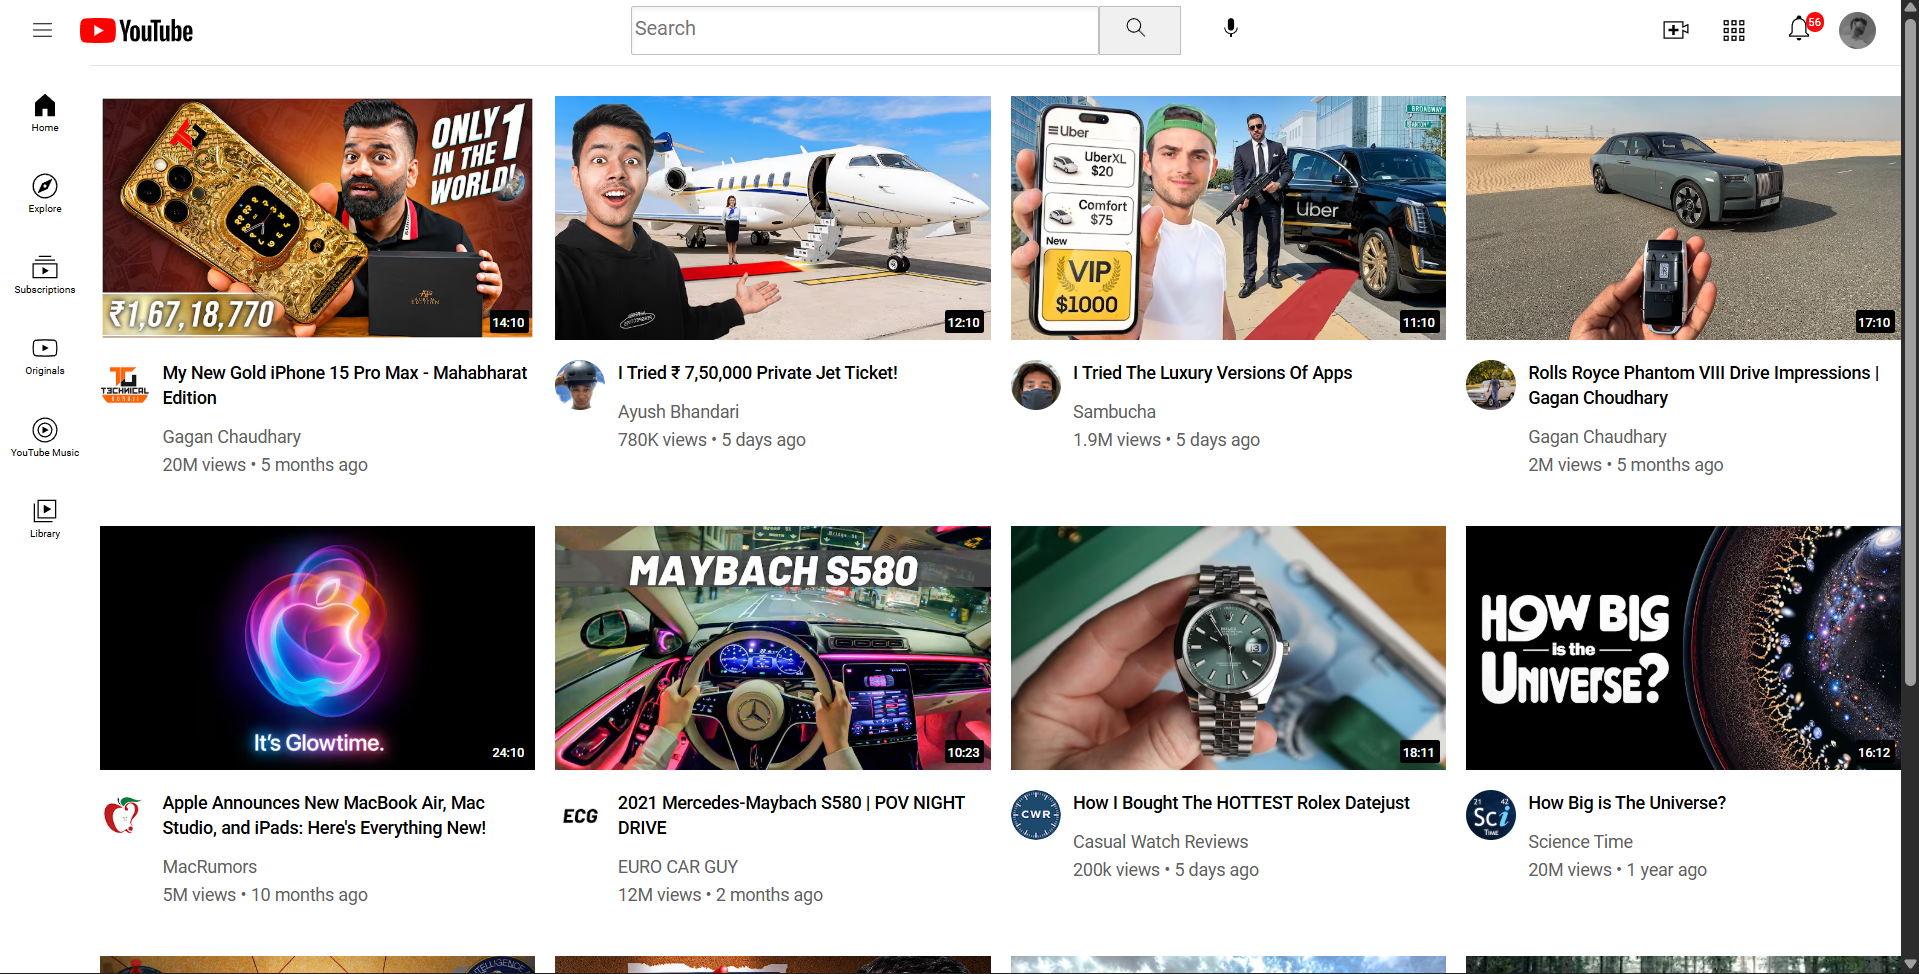 YouTube
Search
56
Home
Explore
Subscriptions
Originals
YouTube Music
Library
ONLY 1
IN THE
WORLD!
₹1,67,18,770
14:10
TECHNICAL
My New Gold iPhone 15 Pro Max - Mahabharat
Edition
Gagan Chaudhary
20M views • 5 months ago
12:10
I Tried ₹ 7,50,000 Private Jet Ticket!
Ayush Bhandari
780K views • 5 days ago
Uber
UberXL
$20
Comfort
$75
New
VIP
$1000
Uber
BROADWAY
11:10
I Tried The Luxury Versions Of Apps
Sambucha
1.9M views • 5 days ago
17:10
Rolls Royce Phantom VIII Drive Impressions |
Gagan Choudhary
Gagan Chaudhary
2M views • 5 months ago
It's Glowtime.
24:10
Apple Announces New MacBook Air, Mac
Studio, and iPads: Here's Everything New!
MacRumors
5M views • 10 months ago
MAYBACH S580
10:23
ECG
2021 Mercedes-Maybach S580 | POV NIGHT
DRIVE
EURO CAR GUY
12M views • 2 months ago
ROLEX
18:11
CWR
How I Bought The HOTTEST Rolex Datejust
Casual Watch Reviews
200k views • 5 days ago
HOW BIG
is the
UNIVERSE?
16:12
21 42
Sci
TIME
How Big is The Universe?
Science Time
20M views • 1 year ago